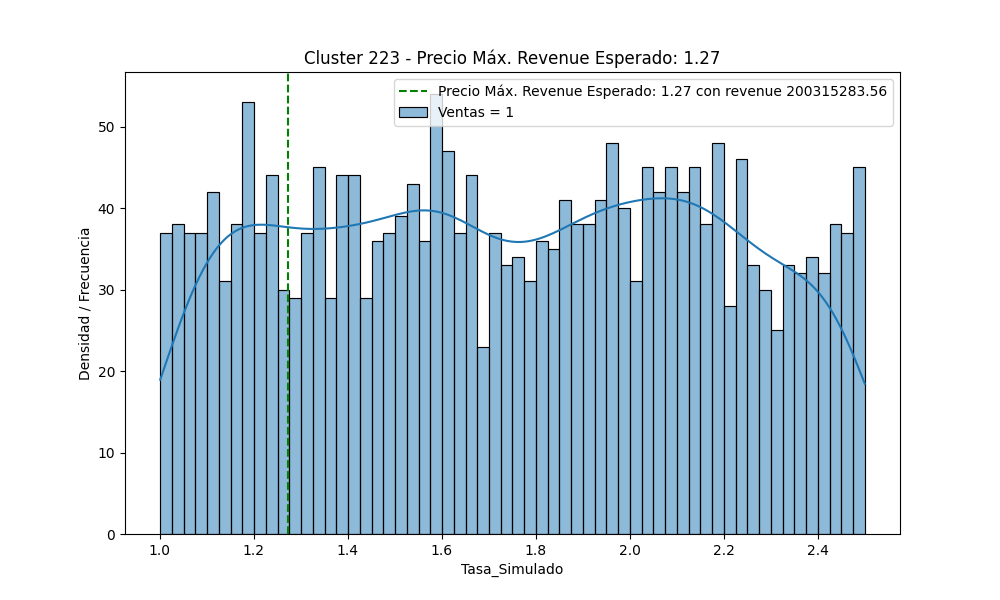 Cluster 223 - Precio Máx. Revenue Esperado: 1.27
Precio Máx. Revenue Esperado: 1.27 con revenue 200315283.56
Ventas = 1
Densidad / Frecuencia
50
40
30
20
10
0
1.0 1.2 1.4 1.6 1.8 2.0 2.2 2.4
Tasa_Simulado